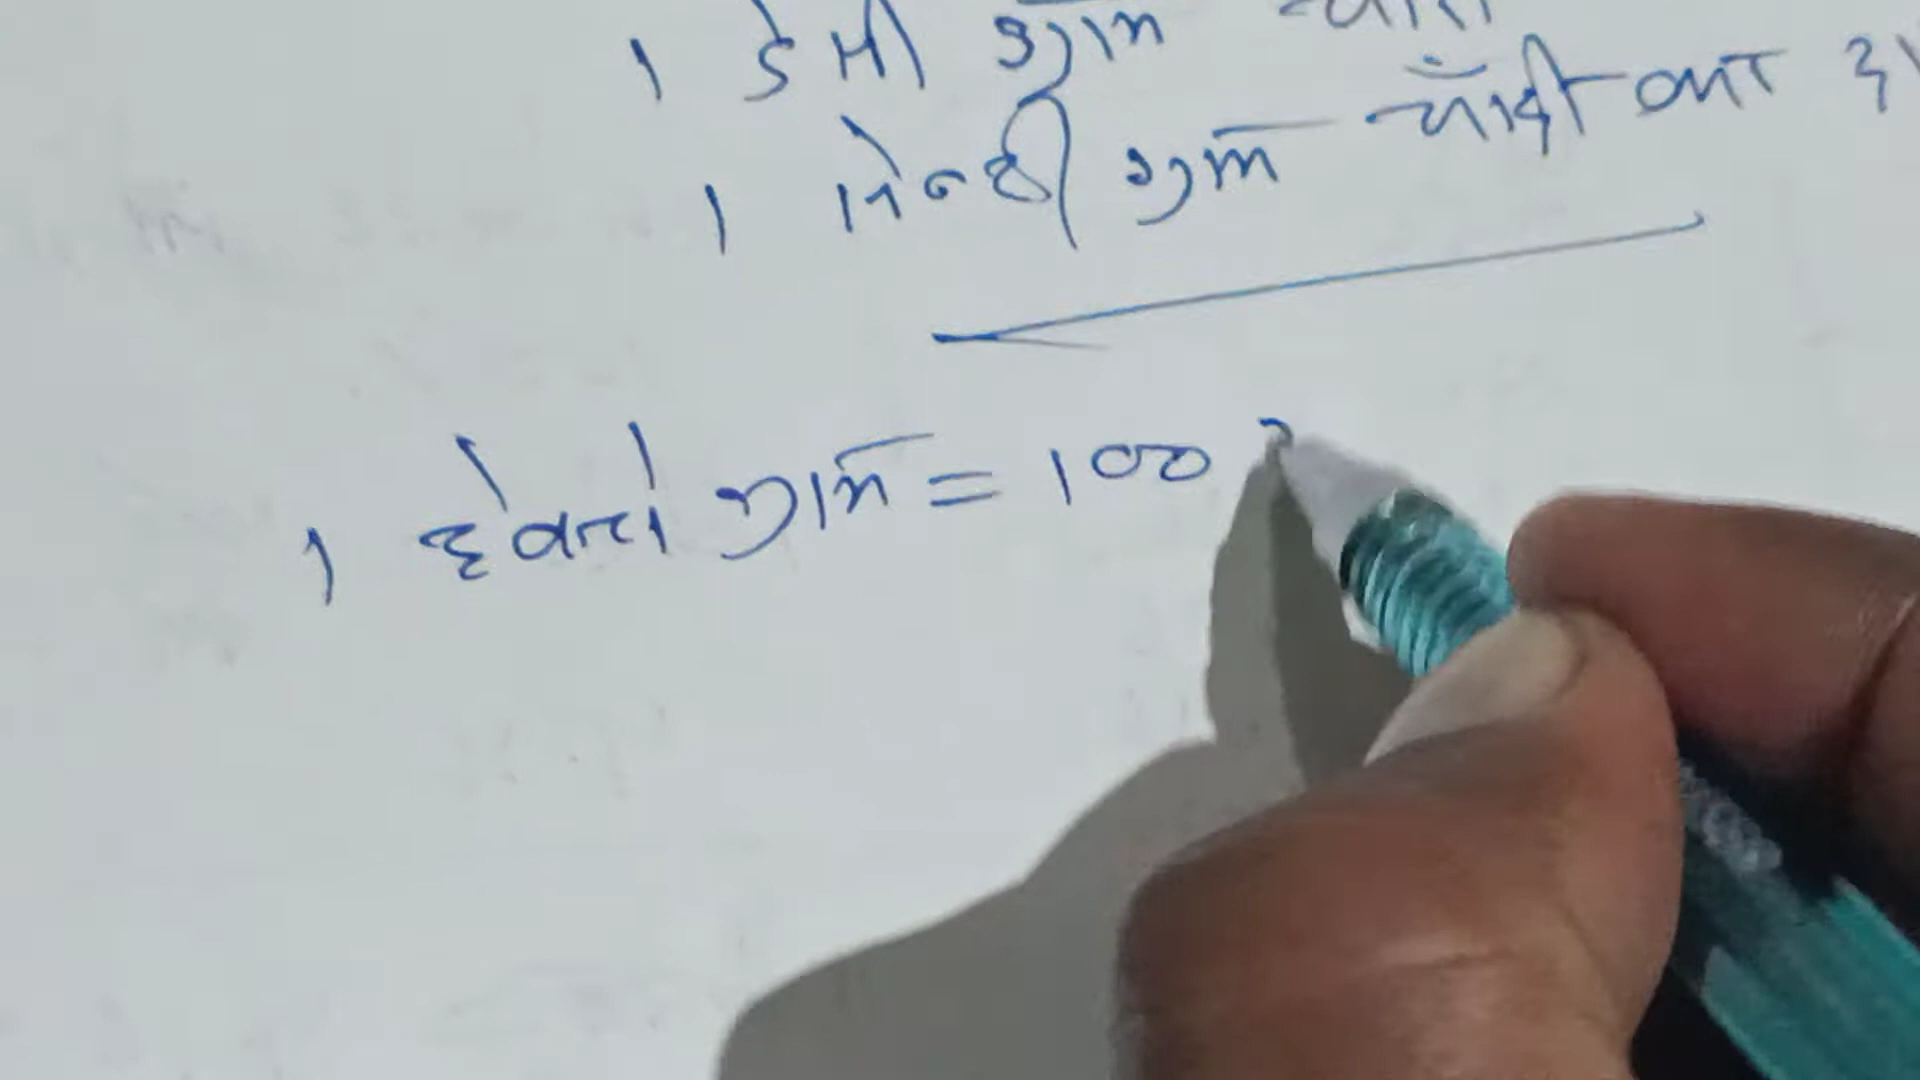 1 डेसी ग्राम
1 सेन्टी ग्राम चाँदी का
1 हेक्टो ग्राम = 100